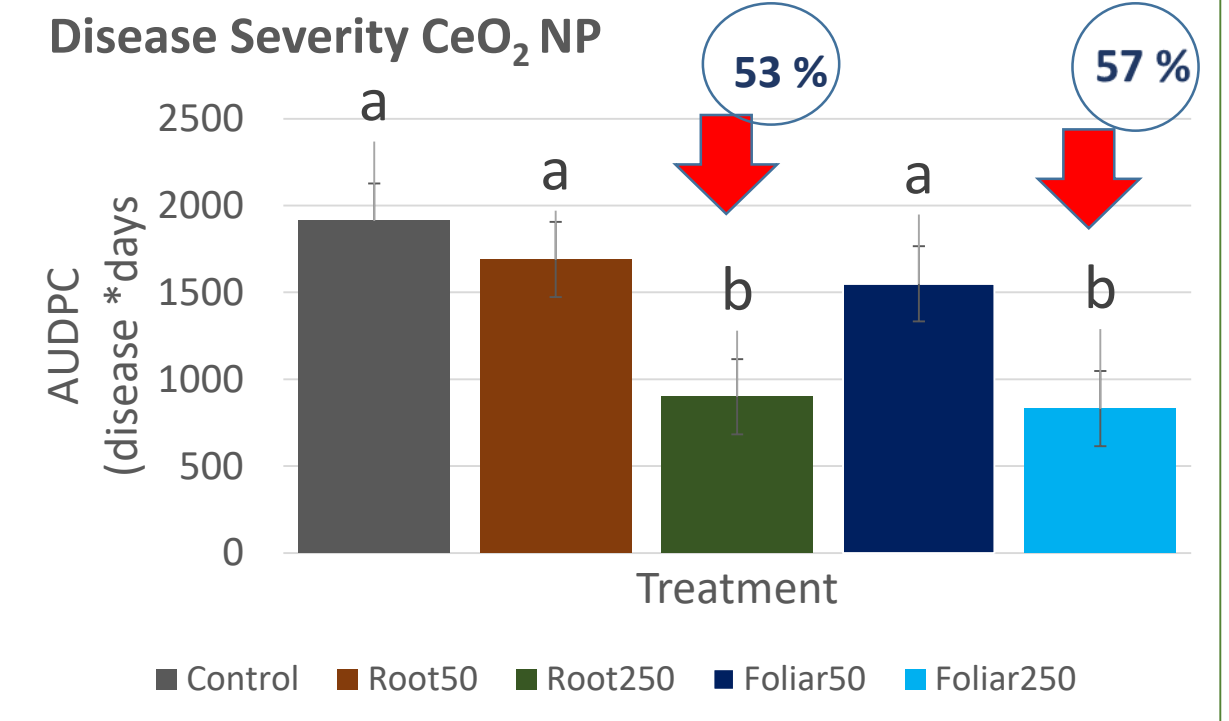 Disease Severity CeO₂ NP
53 %
57 %
a
a
a
b
b
2500
2000
1500
1000
500
0
AUDPC
(disease *days
Treatment
Control
Root50
Root250
Foliar50
Foliar250